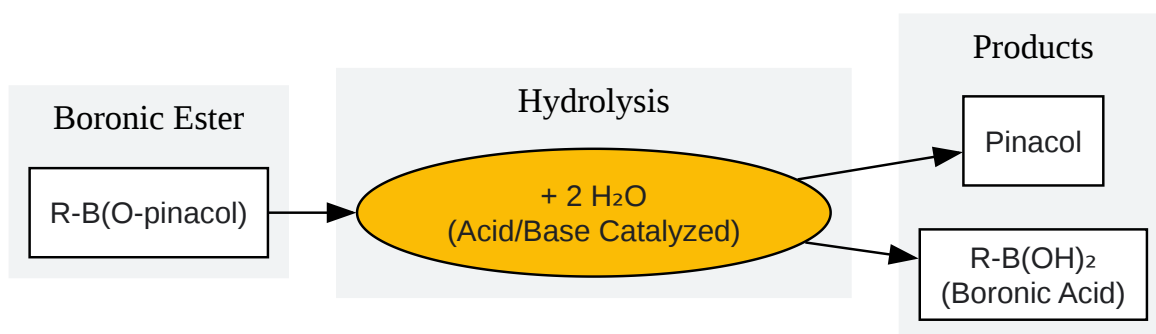 Boronic Ester
R-B(O-pinacol)
Hydrolysis
+ 2 H₂O
(Acid/Base Catalyzed)
Products
Pinacol
R-B(OH)₂
(Boronic Acid)